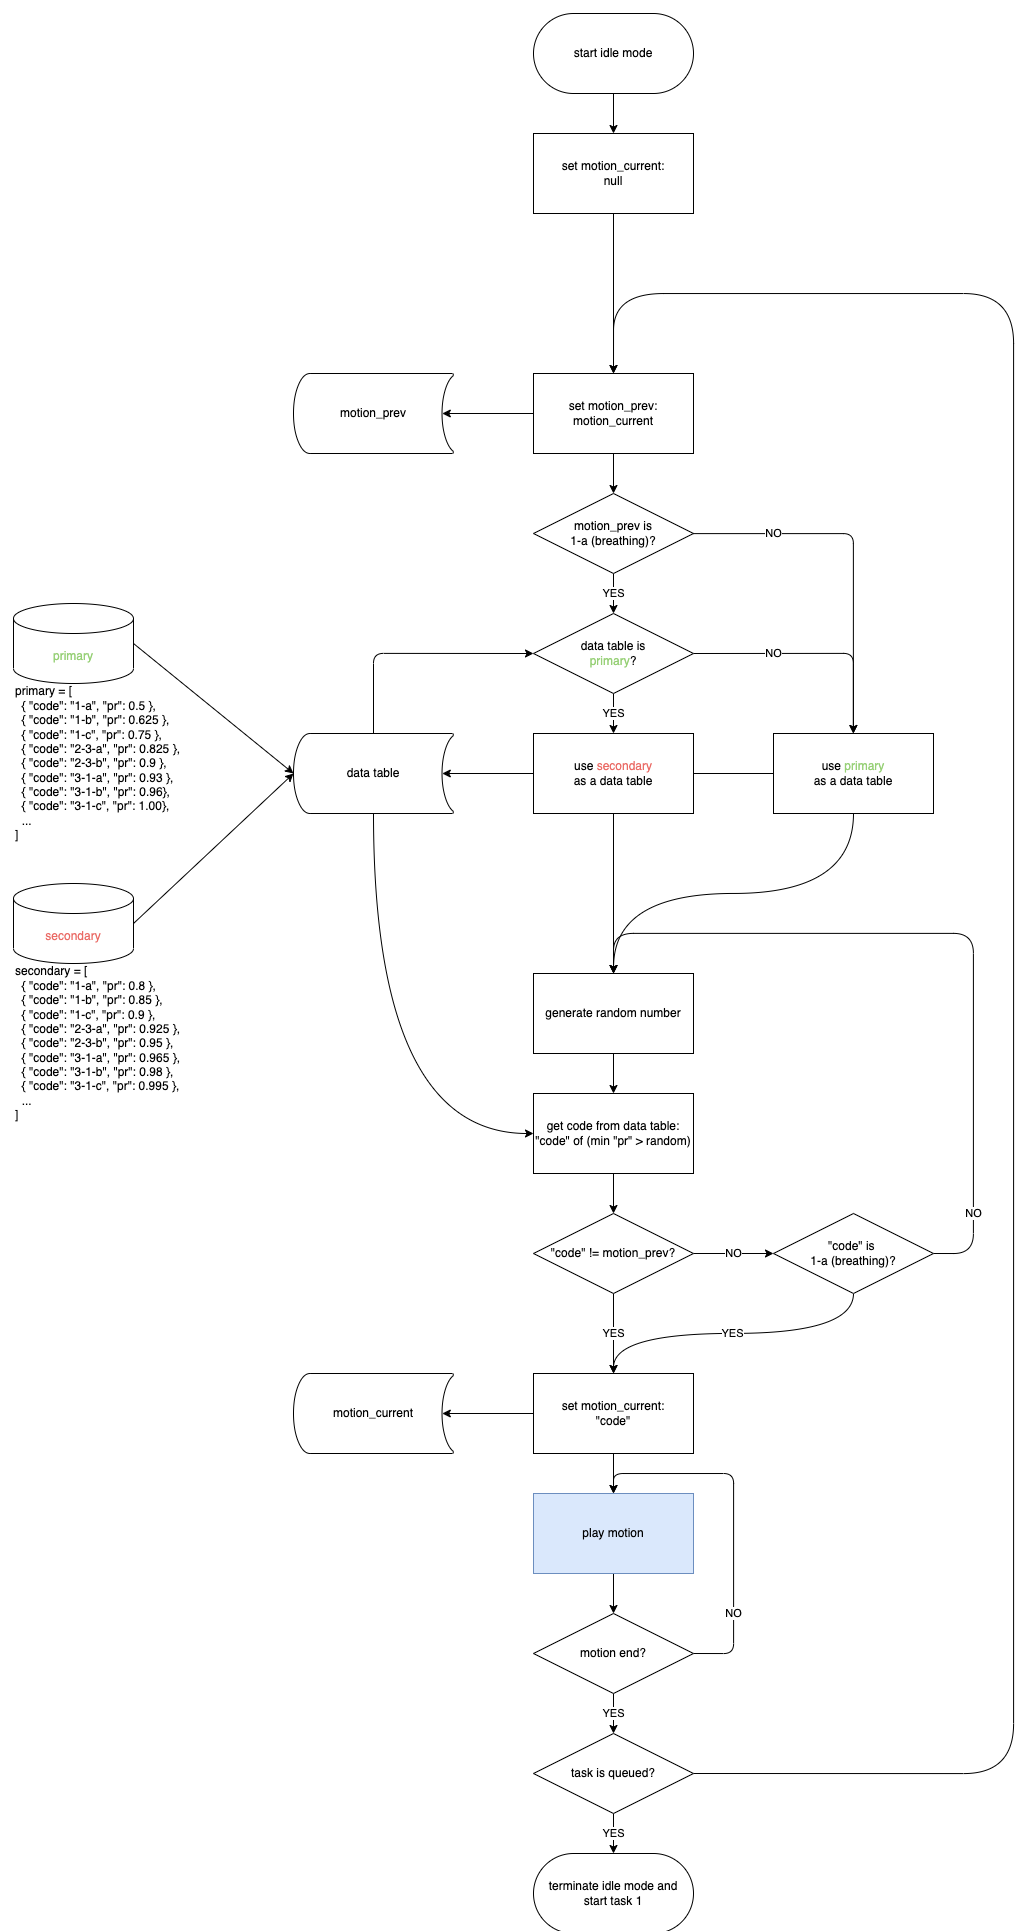 start idle mode
set motion_current:
null
motion_prev
set motion_prev:
motion_current
motion_prev is
1-a (breathing)?
NO
YES
data table is
primary?
NO
YES
primary
primary = [
{ "code": "1-a", "pr": 0.5 },
{ "code": "1-b", "pr": 0.625 },
{ "code": "1-c", "pr": 0.75 },
{ "code": "2-3-a", "pr": 0.825 },
{ "code": "2-3-b", "pr": 0.9 },
{ "code": "3-1-a", "pr": 0.93 },
{ "code": "3-1-b", "pr": 0.96},
{ "code": "3-1-c", "pr": 1.00},
...
]
data table
use secondary
as a data table
use primary
as a data table
secondary
secondary = [
{ "code": "1-a", "pr": 0.8 },
{ "code": "1-b", "pr": 0.85 },
{ "code": "1-c", "pr": 0.9 },
{ "code": "2-3-a", "pr": 0.925 },
{ "code": "2-3-b", "pr": 0.95 },
{ "code": "3-1-a", "pr": 0.965 },
{ "code": "3-1-b", "pr": 0.98 },
{ "code": "3-1-c", "pr": 0.995 },
...
]
generate random number
get code from data table:
"code" of (min "pr" > random)
"code" != motion_prev?
NO
"code" is
1-a (breathing)?
NO
YES
YES
motion_current
set motion_current:
"code"
play motion
NO
motion end?
YES
task is queued?
YES
terminate idle mode and
start task 1